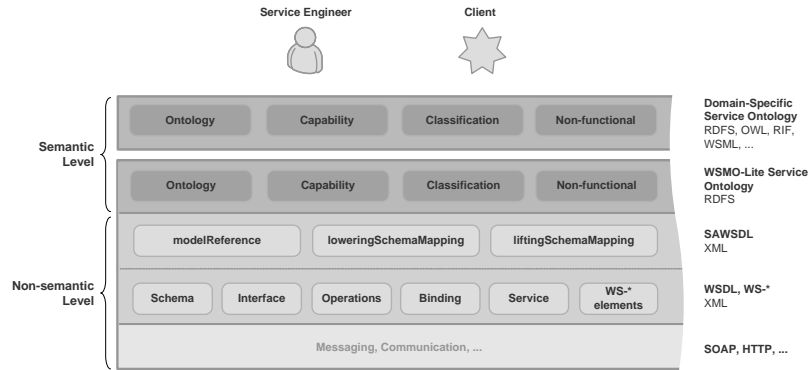 Service Engineer
Client
Semantic
Level
Ontology
Capability
Classification
Non-functional
Domain-Specific
Service Ontology
RDFS, OWL, RIF,
WSML, ...
Ontology
Capability
Classification
Non-functional
WSMO-Lite Service
Ontology
RDFS
Non-semantic
Level
modelReference
loweringSchemaMapping
liftingSchemaMapping
SAWSDL
XML
Schema
Interface
Operations
Binding
Service
WS-*
elements
WSDL, WS-*
XML
Messaging, Communication, ...
SOAP, HTTP, ...